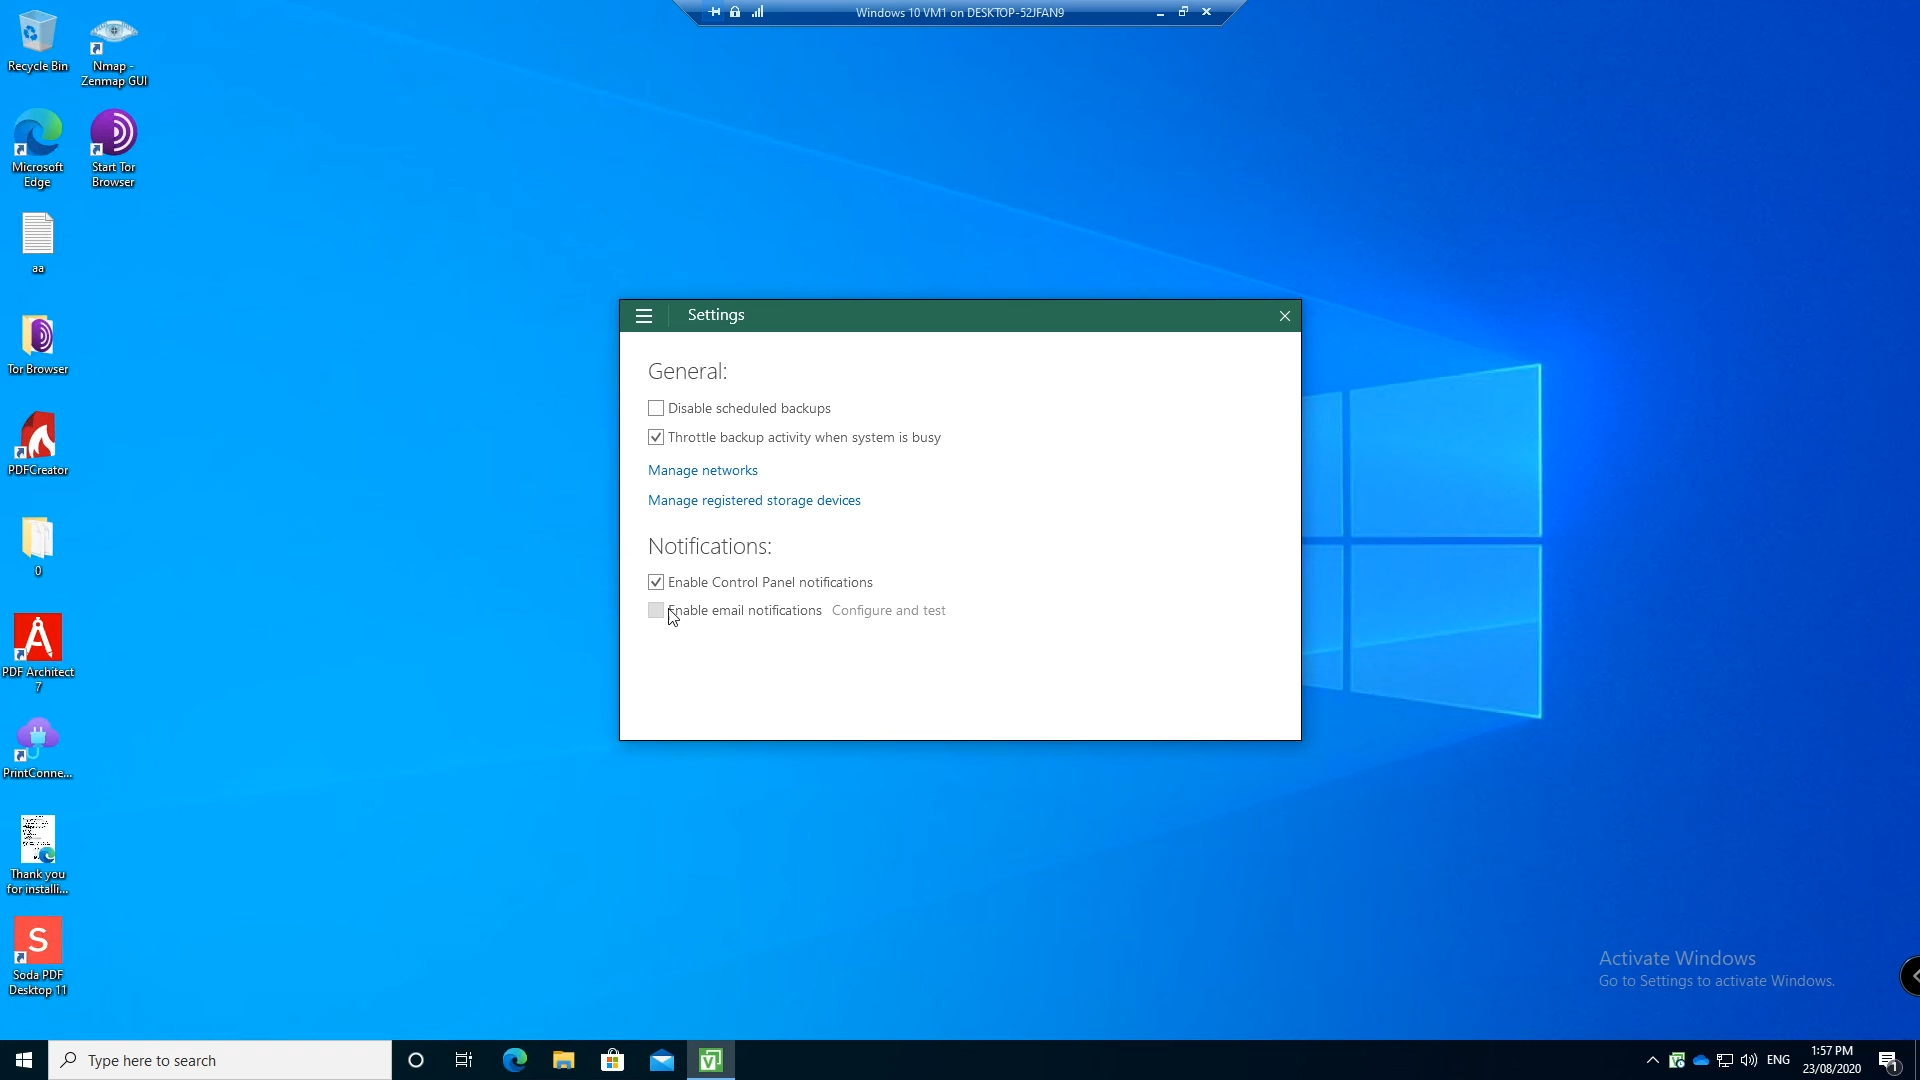 Windows 10 VM1 on DESKTOP-52JFAN9
Recycle Bin
Nmap -
Zenmap GUI
Microsoft
Edge
Start Tor
Browser
aa
Tor Browser
PDFCreator
0
PDF Architect
7
PrintConne...
Thank you
for installi...
Soda PDF
Desktop 11
Settings
General:
Disable scheduled backups
Throttle backup activity when system is busy
Manage networks
Manage registered storage devices
Notifications:
Enable Control Panel notifications
Enable email notifications Configure and test
Activate Windows
Go to Settings to activate Windows.
Type here to search
ENG
1:57 PM
23/08/2020
1